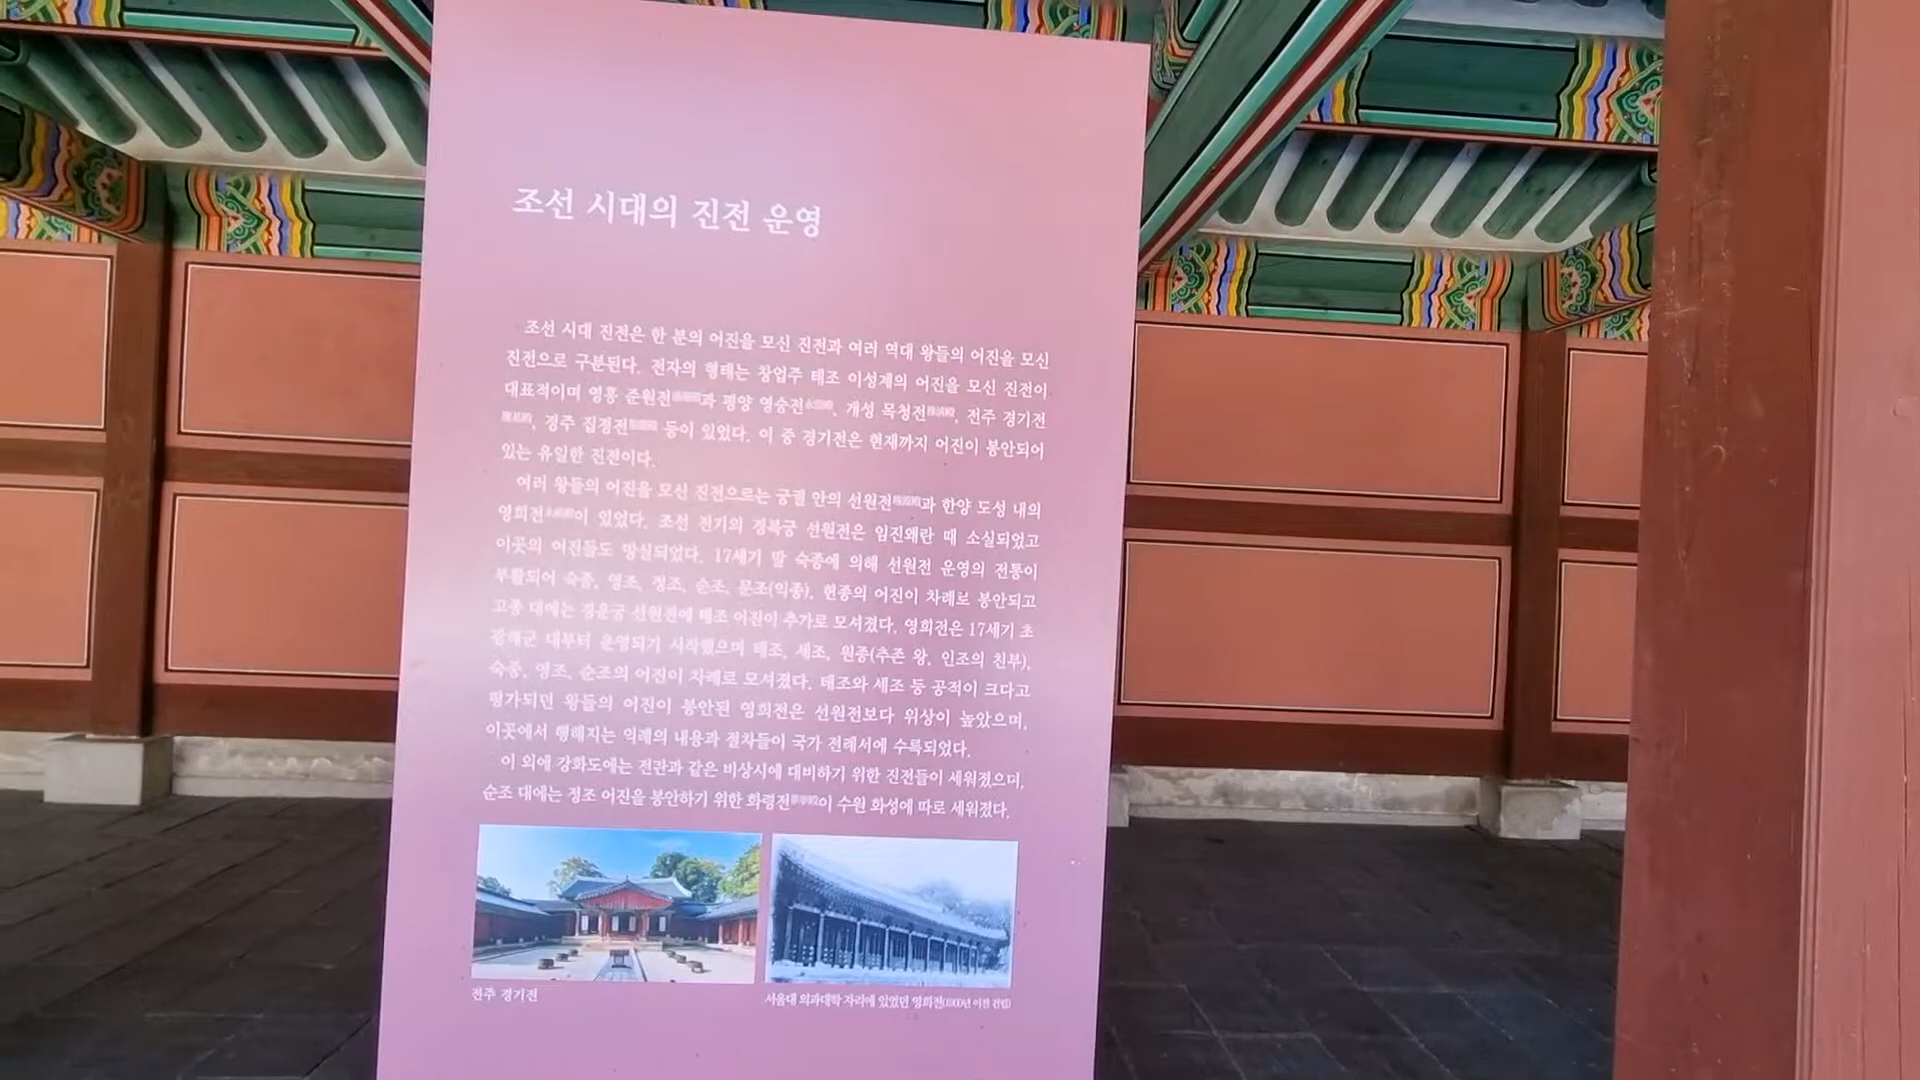 조선 시대의 진전 운영
조선 시대 진전은 한 분의 어진을 모신 진전과 여러 역대 왕들의 어진을 모신
진전으로 구분된다. 전자의 형태는 창업주 태조 이성계의 어진을 모신 진전이
대표적이며 영흥 준원전과 평양 영숭전, 개성 목청전, 전주 경기전
, 경주 집경전 등이 있었다. 이 중 경기전은 현재까지 어진이 봉안되어
있는 유일한 진전이다.
여러 왕들의 어진을 모신 진전으로는 궁궐 안의 선원전과 한양 도성 내의
영희전이 있었다. 조선 전기의 경복궁 선원전은 임진왜란 때 소실되었고
이곳의 어진들도 망실되었다. 17세기 말 숙종에 의해 선원전 운영의 전통이
부활되어 숙종, 영조, 정조, 순조, 문조(익종), 헌종의 어진이 차례로 봉안되고
고종 대에는 경운궁 선원전에 태조 어진이 추가로 모셔졌다. 영희전은 17세기 초
광해군 대부터 운영되기 시작했으며 태조, 세조, 원종(추존 왕, 인조의 친부),
숙종, 영조, 순조의 어진이 차례로 모셔졌다. 태조와 세조 등 공적이 크다고
평가되던 왕들의 어진이 봉안된 영희전은 선원전보다 위상이 높았으며,
이곳에서 행해지는 의례의 내용과 절차들이 국가 전례서에 수록되었다.
이 외에 강화도에는 전란과 같은 비상시에 대비하기 위한 진전들이 세워졌으며,
순조 대에는 정조 어진을 봉안하기 위한 화령전이 수원 화성에 따로 세워졌다.
전주 경기전
서울대 의과대학 자리에 있었던 영희전(1900년 이전 건립)